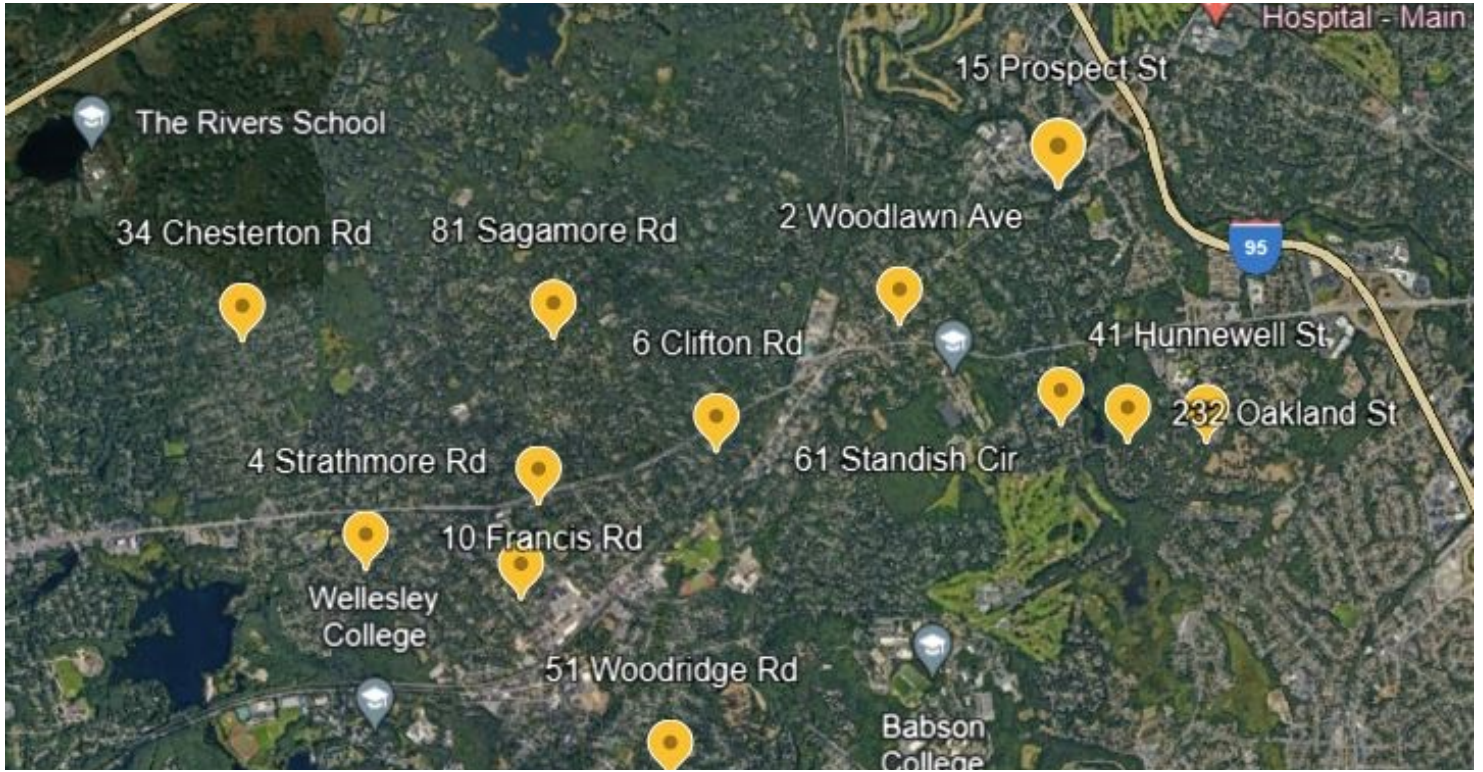 Hospital - Main
15 Prospect St
The Rivers School
34 Chesterton Rd
81 Sagamore Rd
2 Woodlawn Ave
95
6 Clifton Rd
41 Hunnewell St
232 Oakland St
4 Strathmore Rd
61 Standish Cir
10 Francis Rd
Wellesley
College
51 Woodridge Rd
Babson
College